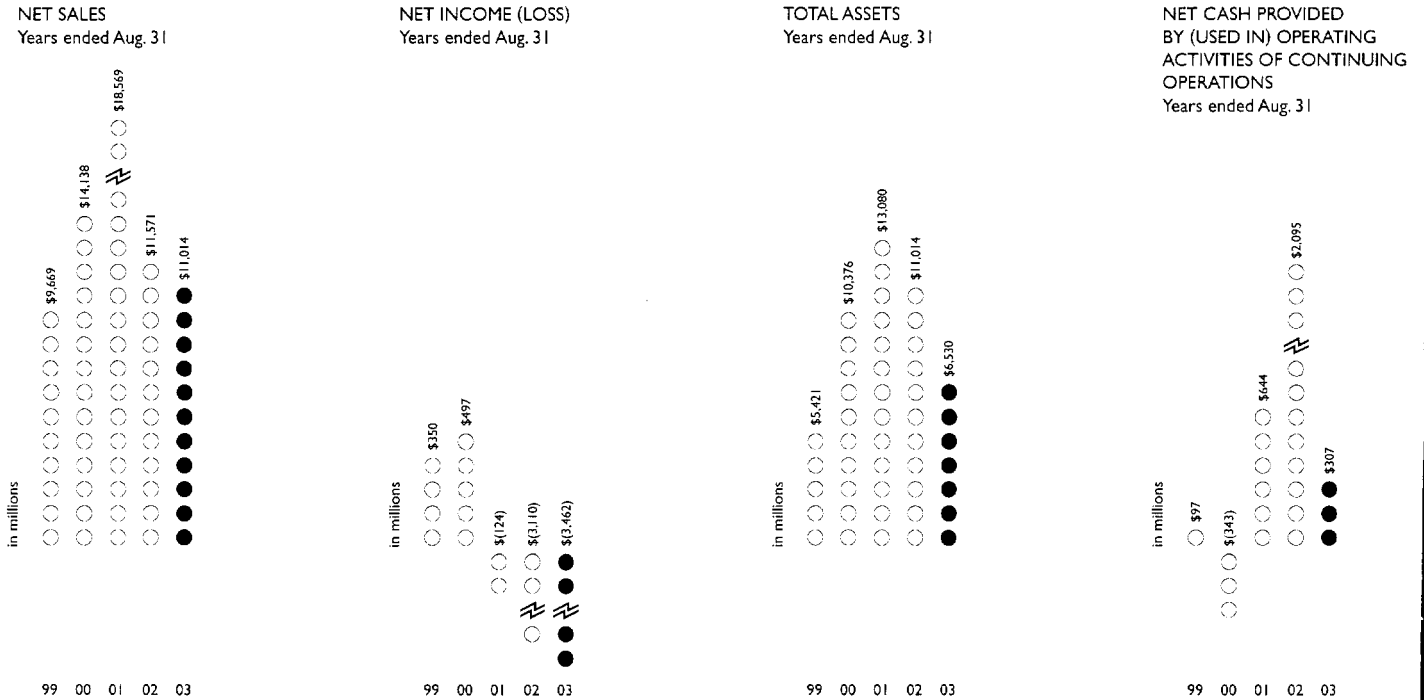 NET SALES
Years ended Aug. 31
in millions
$9,669
$14,138
$18,569
$11,571
$11,014
99 00 01 02 03
NET INCOME (LOSS)
Years ended Aug. 31
in millions
$350
$497
$(124)
$(3,110)
$(3,462)
99 00 01 02 03
TOTAL ASSETS
Years ended Aug. 31
in millions
$5,421
$10,376
$13,080
$11,014
$6,530
99 00 01 02 03
NET CASH PROVIDED
BY (USED IN) OPERATING
ACTIVITIES OF CONTINUING
OPERATIONS
Years ended Aug. 31
in millions
$97
$(343)
$644
$2,095
$307
99 00 01 02 03